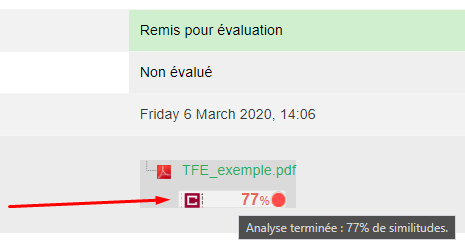 Remis pour évaluation
Non évalué
Friday 6 March 2020, 14:06
TFE_exemple.pdf
C 77%
Analyse terminée : 77% de similitudes.